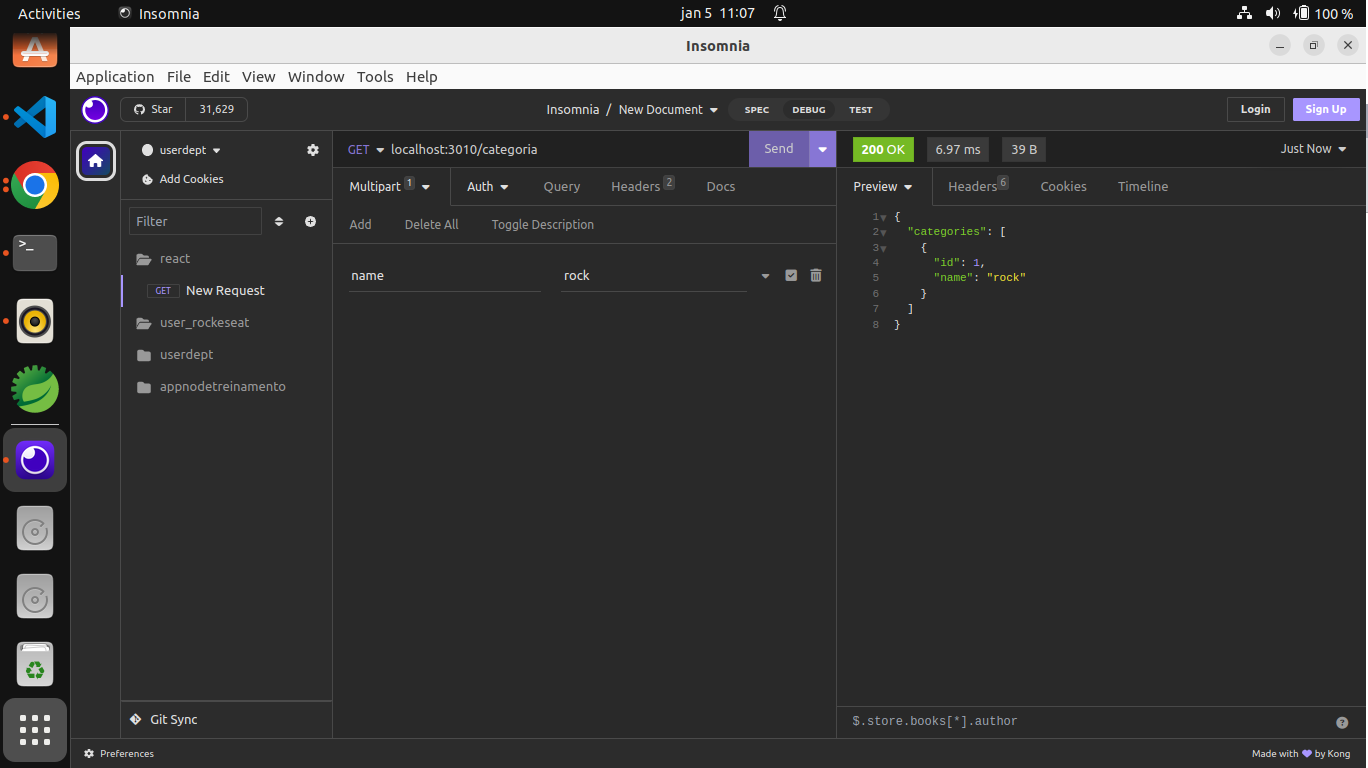 Activities Insomnia jan 5 11:07 100 %
Insomnia
Application File Edit View Window Tools Help
Star 31,629 Insomnia / New Document SPEC DEBUG TEST Login Sign Up
userdept
Add Cookies
Filter
react
GET New Request
user_rockeseat
userdept
appnodetreinamento
Git Sync
GET localhost:3010/categoria Send
Multipart 1 Auth Query Headers 2 Docs
Add Delete All Toggle Description
name rock
200 OK 6.97 ms 39 B Just Now
Preview Headers 6 Cookies Timeline
1 {
2 "categories": [
3 {
4 "id": 1,
5 "name": "rock"
6 }
7 ]
8 }
$.store.books[*].author ?
Preferences Made with by Kong